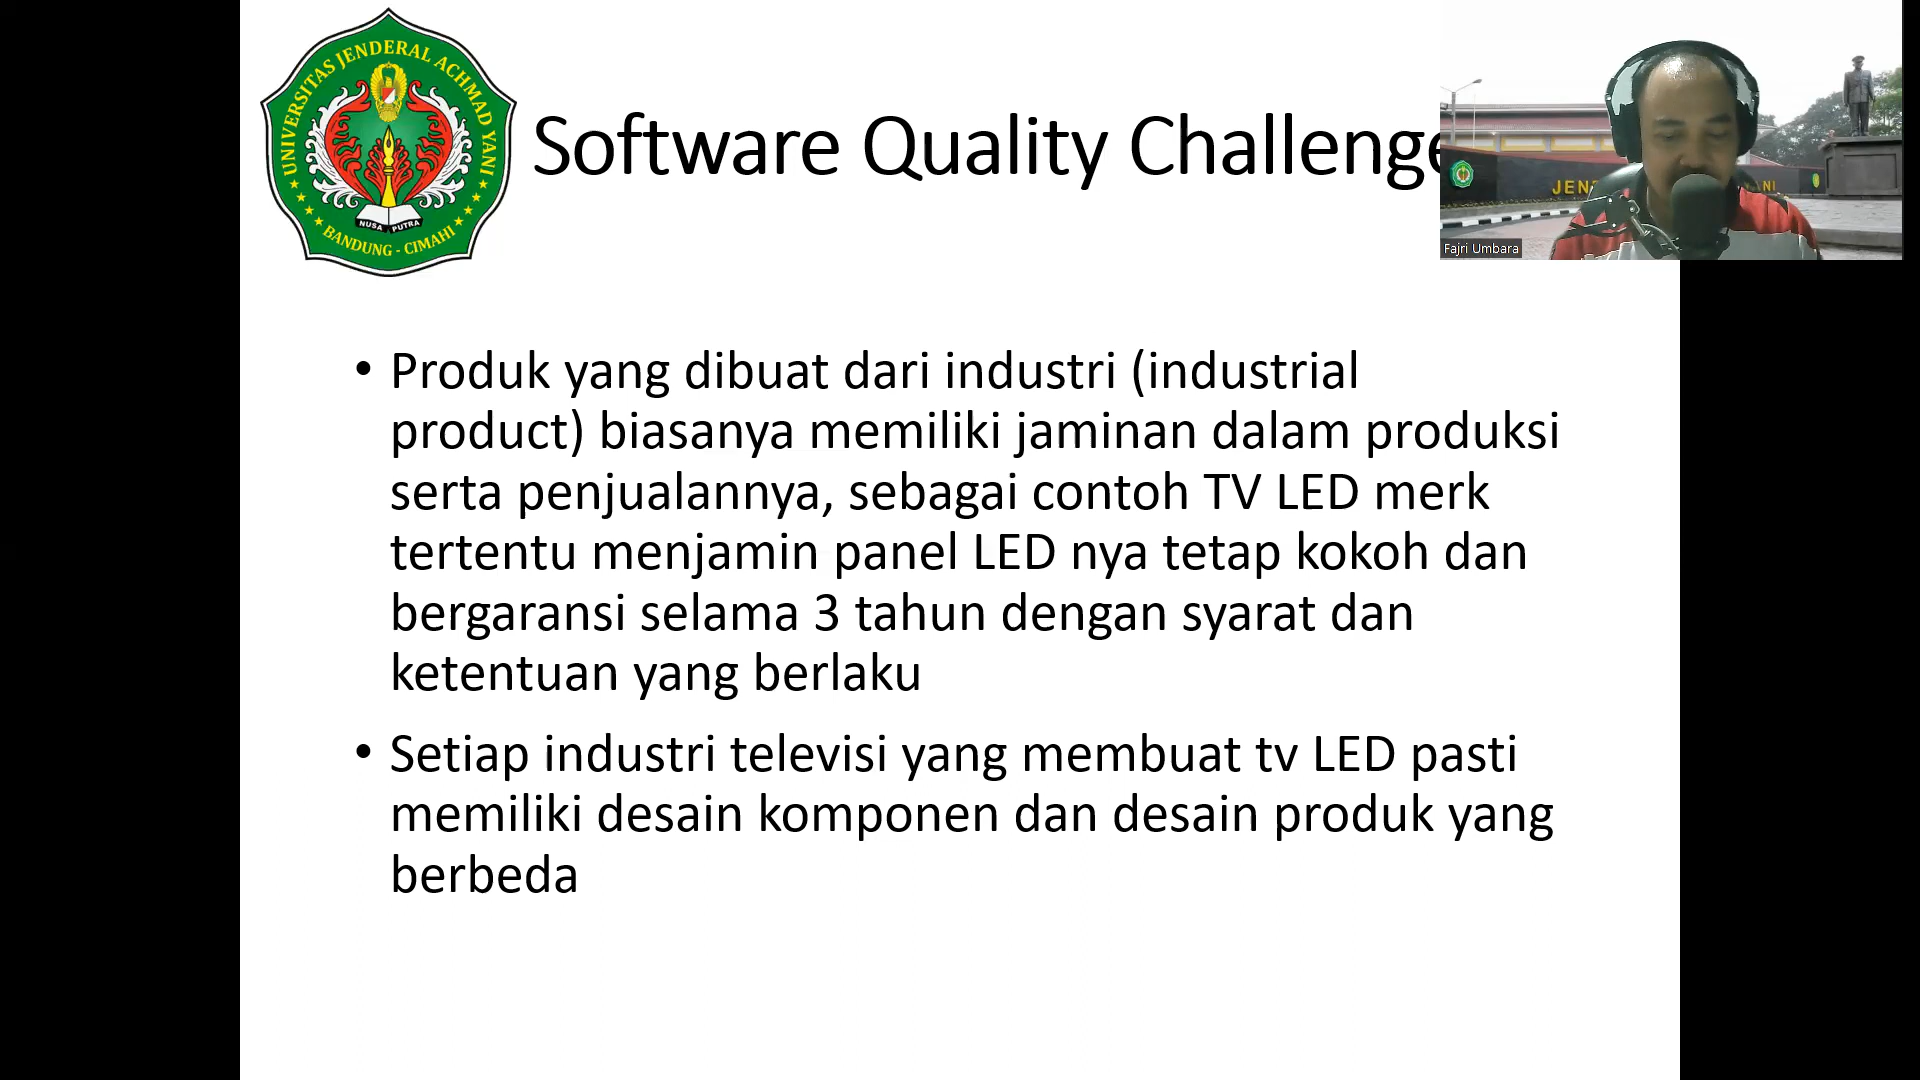 UNIVERSITAS JENDERAL ACHMAD YANI
NUSA PUTRA
BANDUNG - CIMAHI
Software Quality Challenge
Fajri Umbara
• Produk yang dibuat dari industri (industrial
product) biasanya memiliki jaminan dalam produksi
serta penjualannya, sebagai contoh TV LED merk
tertentu menjamin panel LED nya tetap kokoh dan
bergaransi selama 3 tahun dengan syarat dan
ketentuan yang berlaku
• Setiap industri televisi yang membuat tv LED pasti
memiliki desain komponen dan desain produk yang
berbeda